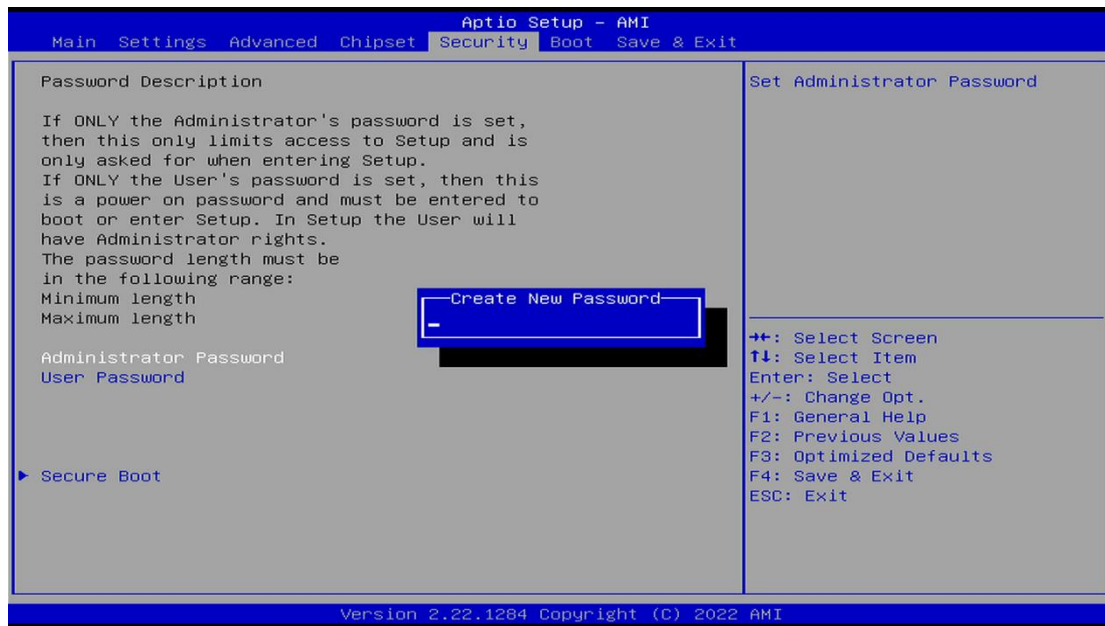 Aptio Setup – AMI
Main Settings Advanced Chipset Security Boot Save & Exit
Password Description
If ONLY the Administrator's password is set,
then this only limits access to Setup and is
only asked for when entering Setup.
If ONLY the User's password is set, then this
is a power on password and must be entered to
boot or enter Setup. In Setup the User will
have Administrator rights.
The password length must be
in the following range:
Minimum length
Maximum length
Administrator Password
User Password
Secure Boot
Create New Password
Set Administrator Password
→←: Select Screen
↑↓: Select Item
Enter: Select
+/-: Change Opt.
F1: General Help
F2: Previous Values
F3: Optimized Defaults
F4: Save & Exit
ESC: Exit
Version 2.22.1284 Copyright (C) 2022 AMI